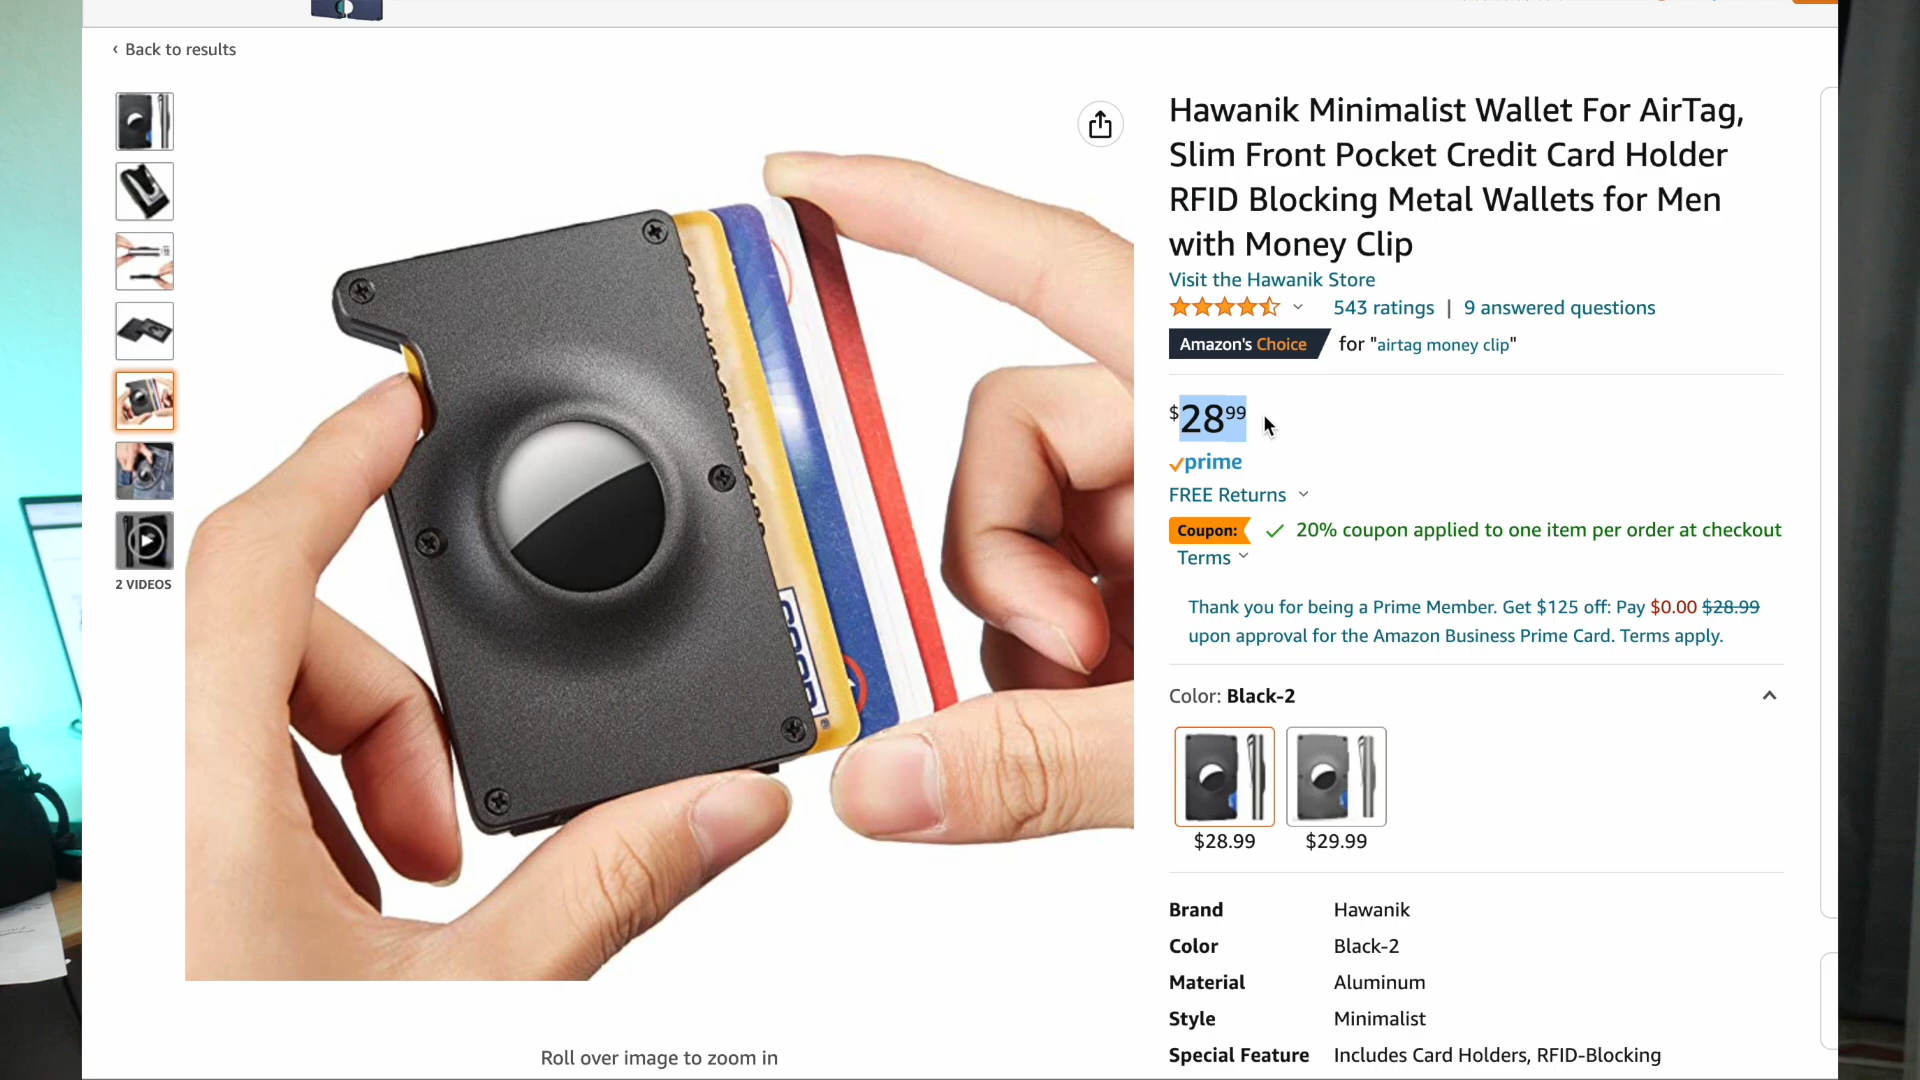 ‹ Back to results
Hawanik Minimalist Wallet For AirTag,
Slim Front Pocket Credit Card Holder
RFID Blocking Metal Wallets for Men
with Money Clip
Visit the Hawanik Store
543 ratings | 9 answered questions
Amazon's Choice for "airtag money clip"
$2899
prime
FREE Returns
Coupon: 20% coupon applied to one item per order at checkout
Terms
Thank you for being a Prime Member. Get $125 off: Pay $0.00 $28.99
upon approval for the Amazon Business Prime Card. Terms apply.
Color: Black-2
$28.99 $29.99
Brand Hawanik
Color Black-2
Material Aluminum
Style Minimalist
Special Feature Includes Card Holders, RFID-Blocking
2 VIDEOS
Roll over image to zoom in